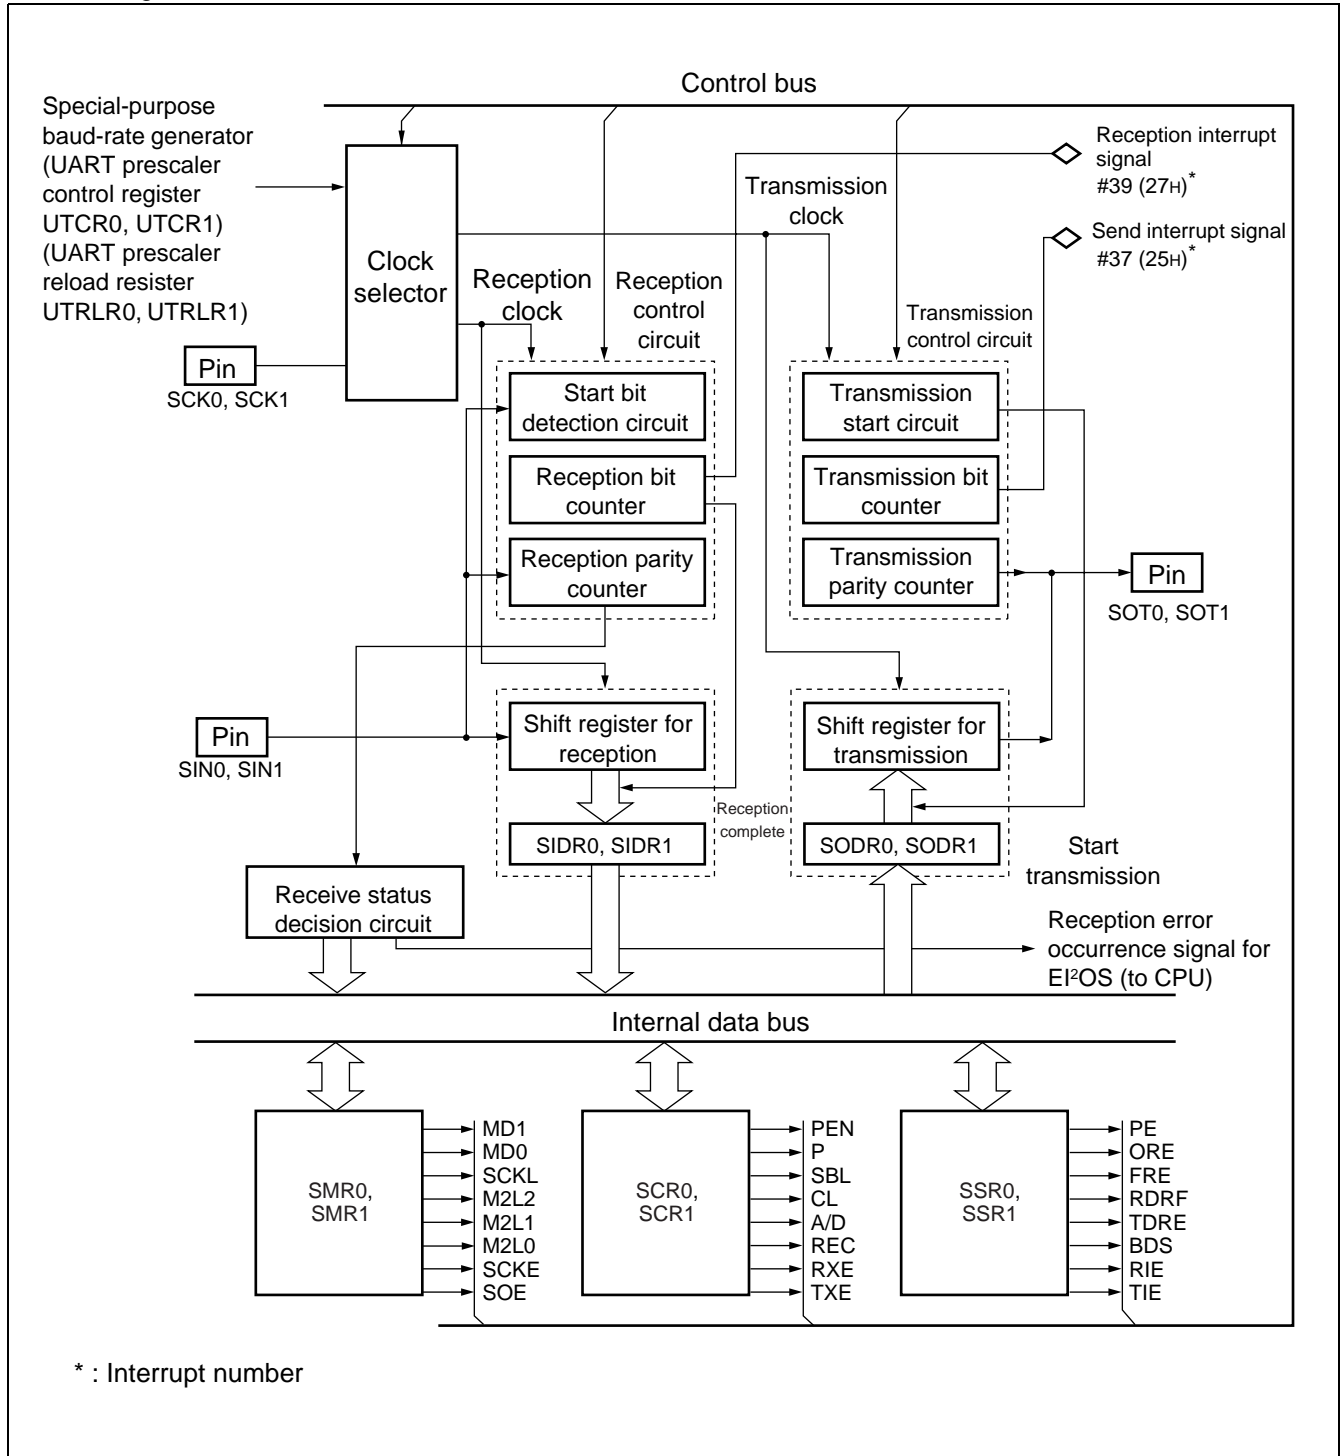 Control bus
Special-purpose
baud-rate generator
(UART prescaler
control register
UTCR0, UTCR1)
(UART prescaler
reload resister
UTRLR0, UTRLR1)
Clock
selector
Pin
SCK0, SCK1
Reception
clock
Reception
control
circuit
Transmission
clock
Transmission
control circuit
Reception interrupt
signal
#39 (27H)*
Send interrupt signal
#37 (25H)*
Start bit
detection circuit
Reception bit
counter
Reception parity
counter
Transmission
start circuit
Transmission bit
counter
Transmission
parity counter
Pin
SOT0, SOT1
Pin
SIN0, SIN1
Shift register for
reception
Shift register for
transmission
Reception
complete
SIDR0, SIDR1
SODR0, SODR1
Start
transmission
Receive status
decision circuit
Reception error
occurrence signal for
EI²OS (to CPU)
Internal data bus
SMR0,
SMR1
MD1
MD0
SCKL
M2L2
M2L1
M2L0
SCKE
SOE
SCR0,
SCR1
PEN
P
SBL
CL
A/D
REC
RXE
TXE
SSR0,
SSR1
PE
ORE
FRE
RDRF
TDRE
BDS
RIE
TIE
* : Interrupt number